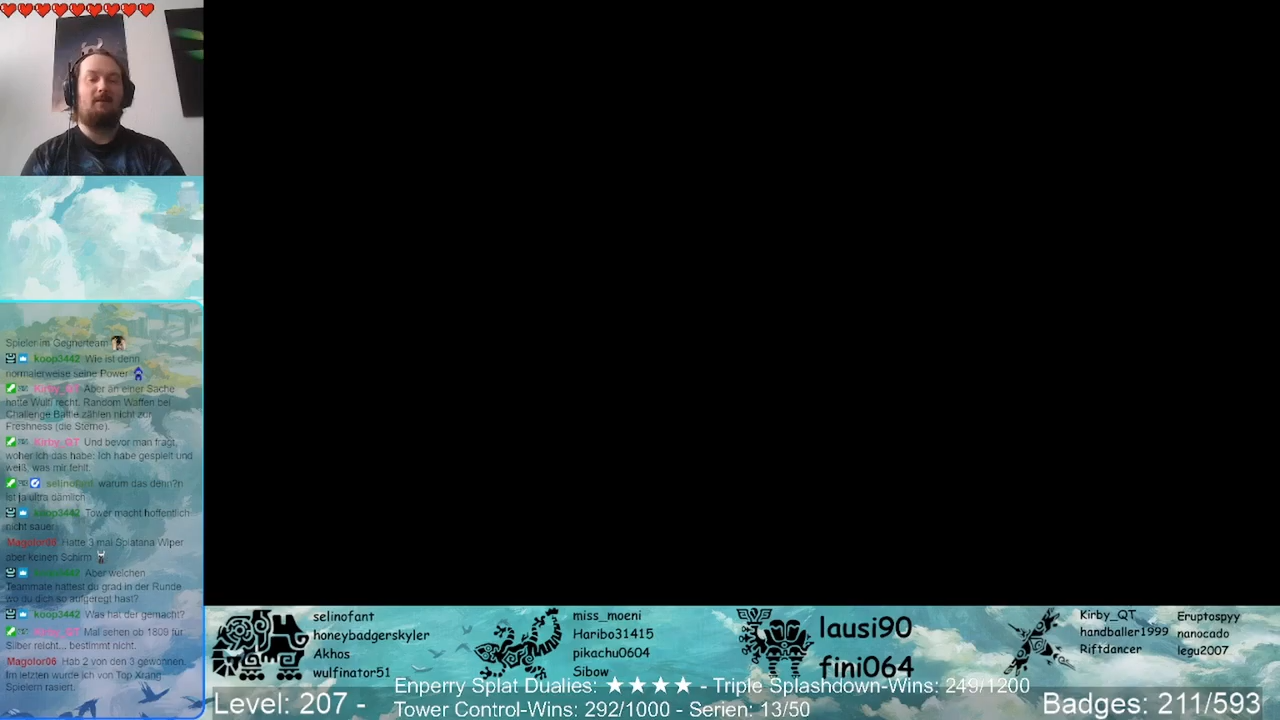 Spieler im Gegnerteam
koop3442 Wie ist denn
normalerweise seine Power
Kirby_QT Aber an einer Sache
hatte Wulfi recht. Random Waffen bei
Challenge Battle zählen nicht zur
Freshness (die Sterne).
Kirby_QT Und bevor man fragt,
woher ich das habe: Ich habe gespielt und
weiß, was mir fehlt.
selinofant warum das denn?n
ist ja ultra dämlich
koop3442 Tower macht hoffentlich
nicht sauer
Magolor06 Hatte 3 mal Splatana Wiper
aber keinen Schirm
koop3442 Aber welchen
Teammate hattest du grad in der Runde
wo du dich so aufgeregt hast?
koop3442 Was hat der gemacht?
Kirby_QT Mal sehen ob 1809 für
Silber reicht... bestimmt nicht.
Magolor06 Hab 2 von den 3 gewonnen.
Im letzten wurde ich von Top Xrang
Spielern rasiert.
selinofant
honeybadgerskyler
Akhos
wulfinator51
miss_moeni
Haribo31415
pikachu0604
Sibow
lausi90
fini064
Kirby_QT
handballer1999
Riftdancer
Eruptospyy
nanocado
legu2007
Level: 207 -
Enperry Splat Dualies: ★★★★ - Triple Splashdown-Wins: 249/1200
Tower Control-Wins: 292/1000 - Serien: 13/50
Badges: 211/593